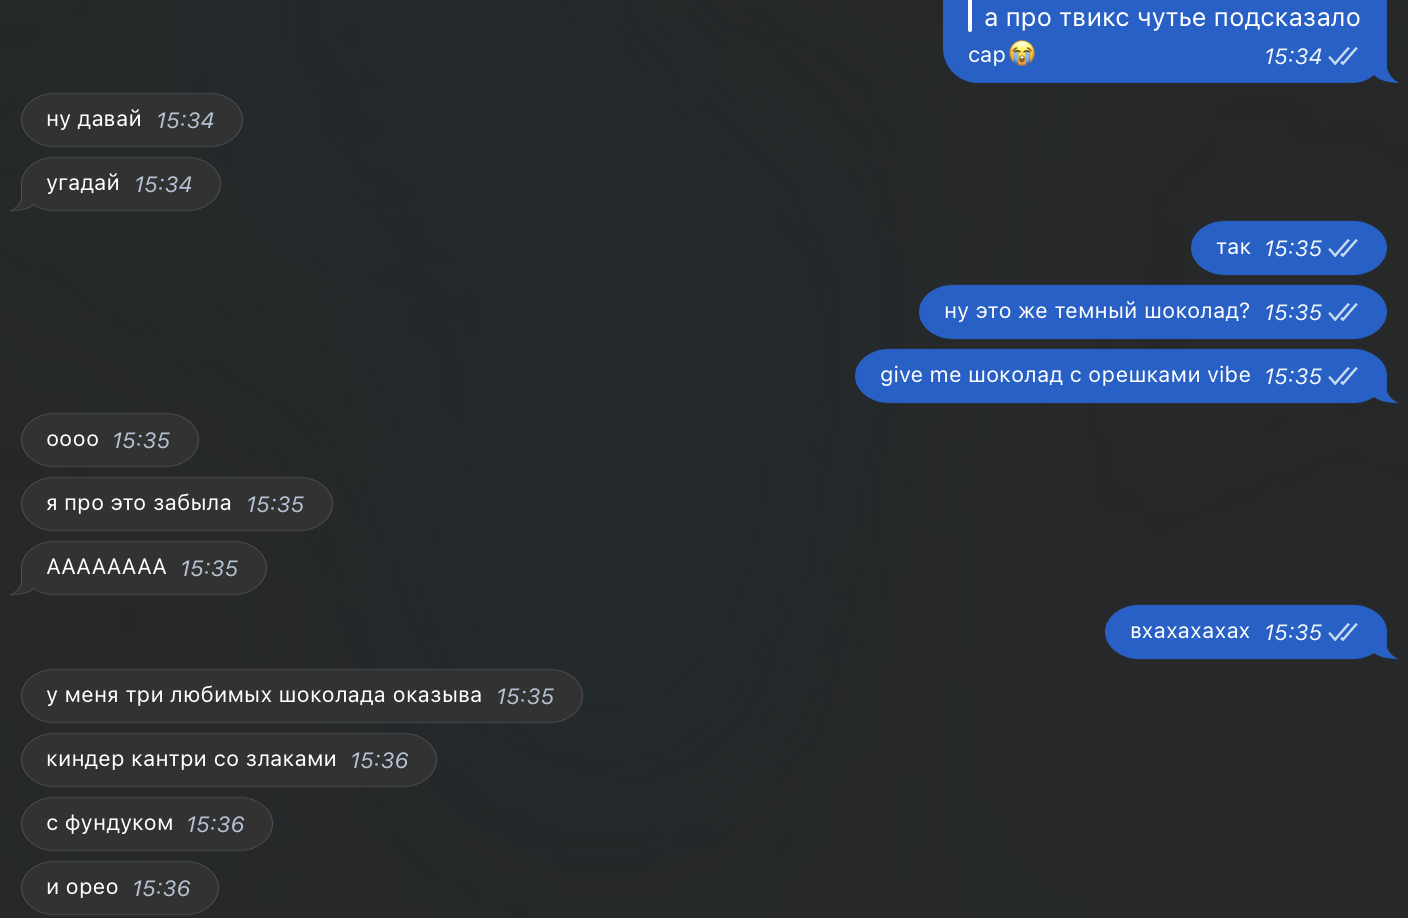 а про твикс чутье подсказало
сар😭 15:34
ну давай 15:34
угадай 15:34
так 15:35
ну это же темный шоколад? 15:35
give me шоколад с орешками vibe 15:35
оооо 15:35
я про это забыла 15:35
АААААААА 15:35
вхахахахах 15:35
у меня три любимых шоколада оказыва 15:35
киндер кантри со злаками 15:36
с фундуком 15:36
и орео 15:36